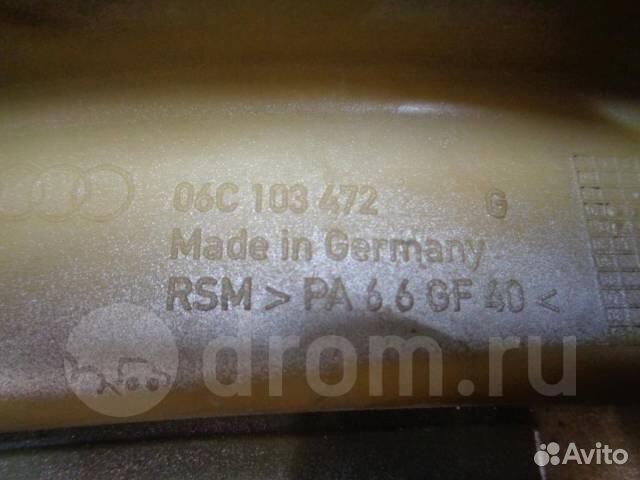 06C 103 472 G
Made in Germany
RSM > PA 6 6 GF 40 <
drom.ru
Avito